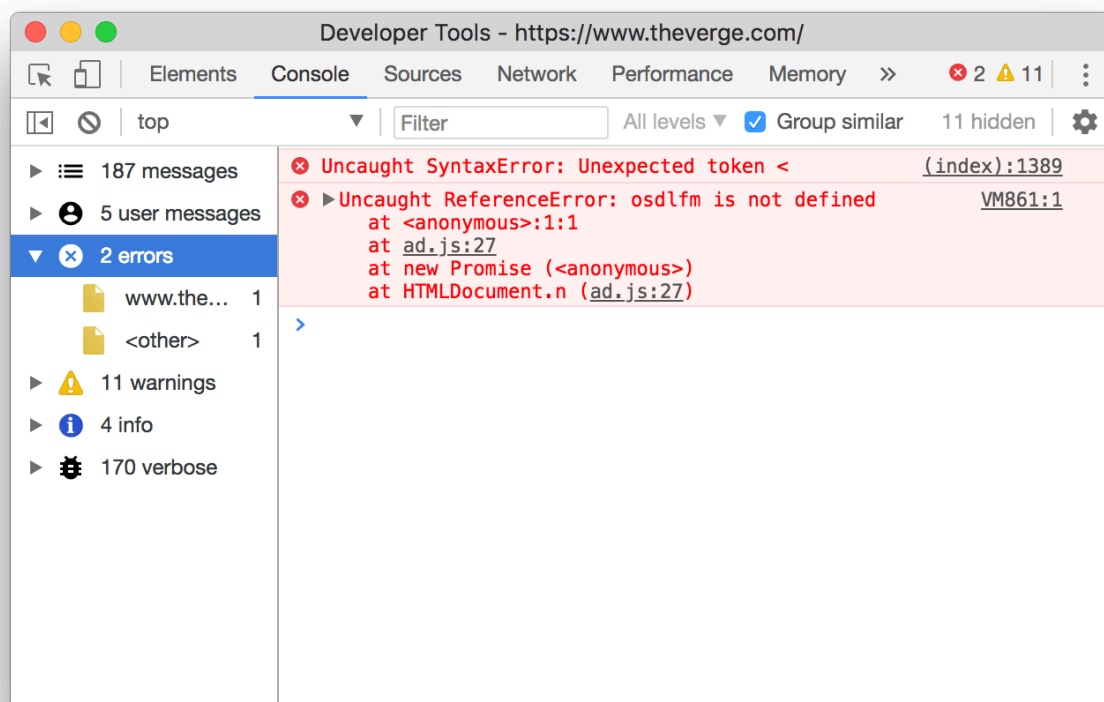 Developer Tools - https://www.theverge.com/
Elements Console Sources Network Performance Memory » 2 11
top Filter All levels Group similar 11 hidden
187 messages
5 user messages
2 errors
www.the… 1
<other> 1
11 warnings
4 info
170 verbose
Uncaught SyntaxError: Unexpected token < (index):1389
Uncaught ReferenceError: osdlfm is not defined VM861:1
at <anonymous>:1:1
at ad.js:27
at new Promise (<anonymous>)
at HTMLDocument.n (ad.js:27)